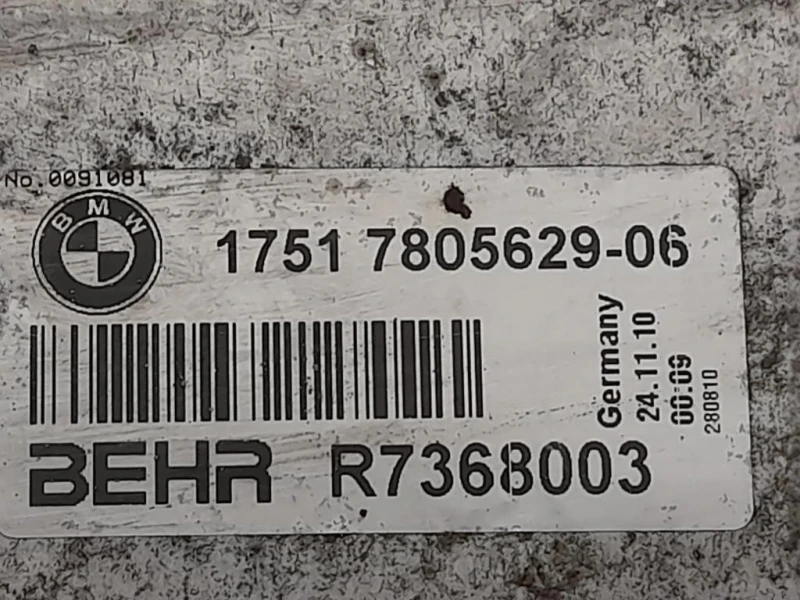 No.0091081
BMW
1751 7805629-06
Germany
24.11.10
00:09
280810
BEHR R7368003